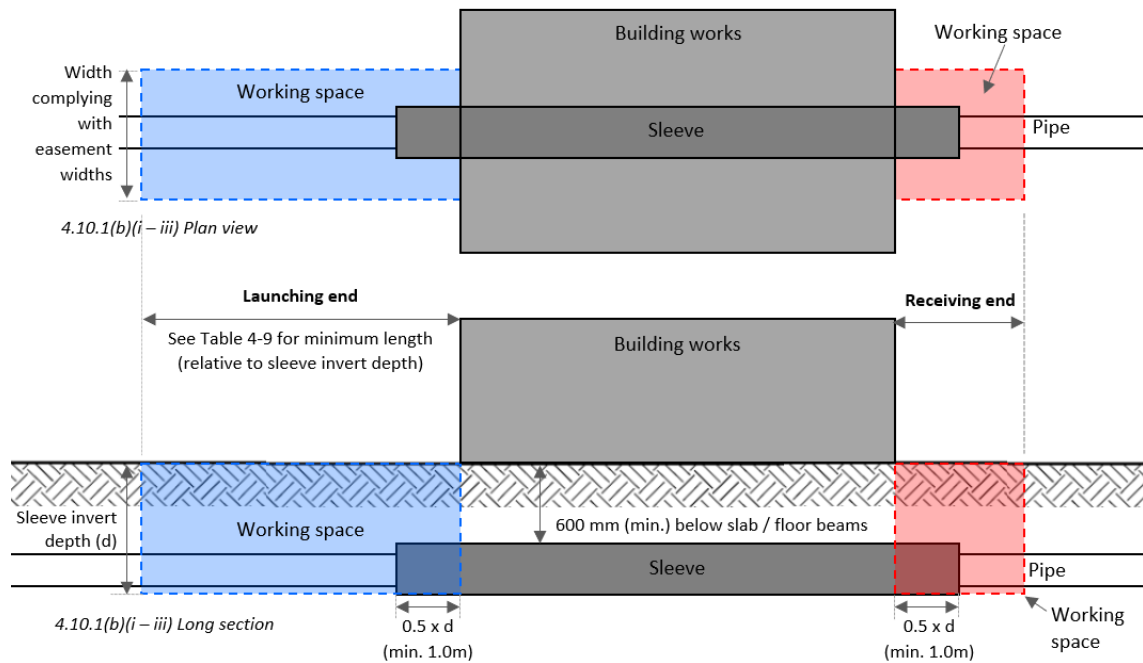 Building works
Working space
Width
complying
with
easement
widths
Working space
Sleeve
Pipe
4.10.1(b)(i – iii) Plan view
Launching end
See Table 4-9 for minimum length
(relative to sleeve invert depth)
Receiving end
Building works
Sleeve invert
depth (d)
Working space
600 mm (min.) below slab / floor beams
Sleeve
Pipe
4.10.1(b)(i – iii) Long section
0.5 x d
(min. 1.0m)
0.5 x d
(min. 1.0m)
Working
space